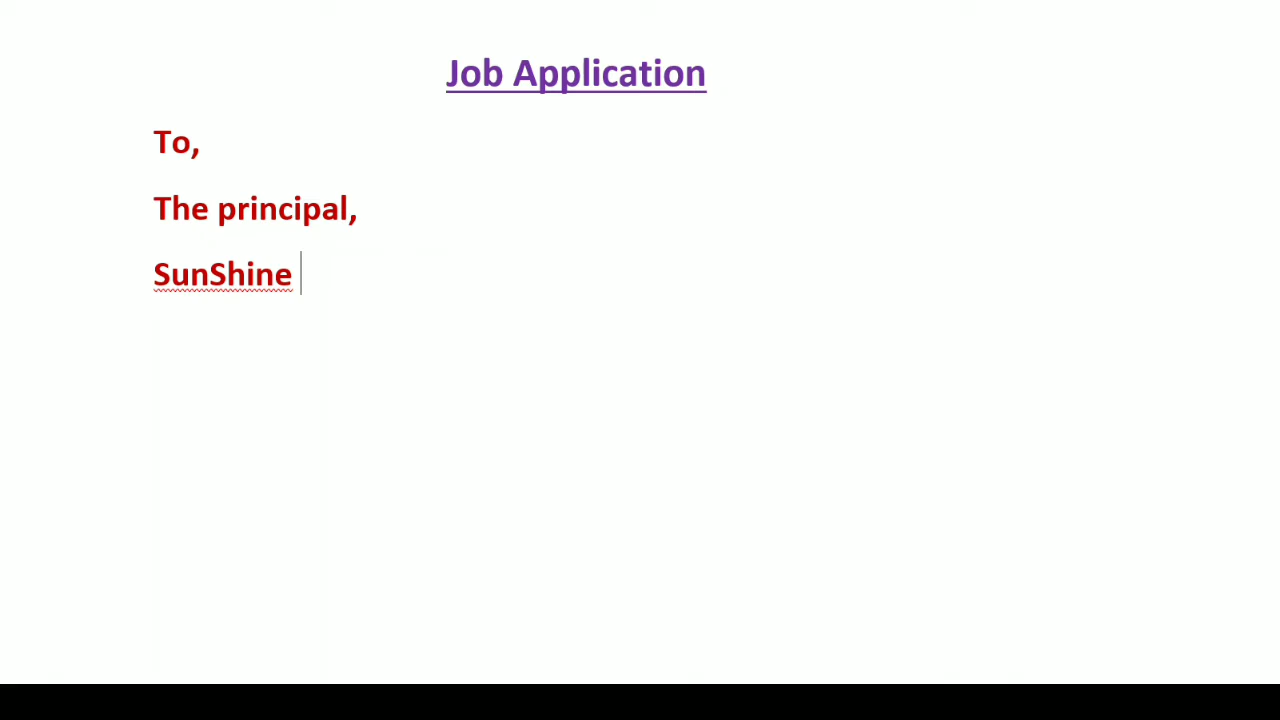 Job Application
To,
The principal,
SunShine